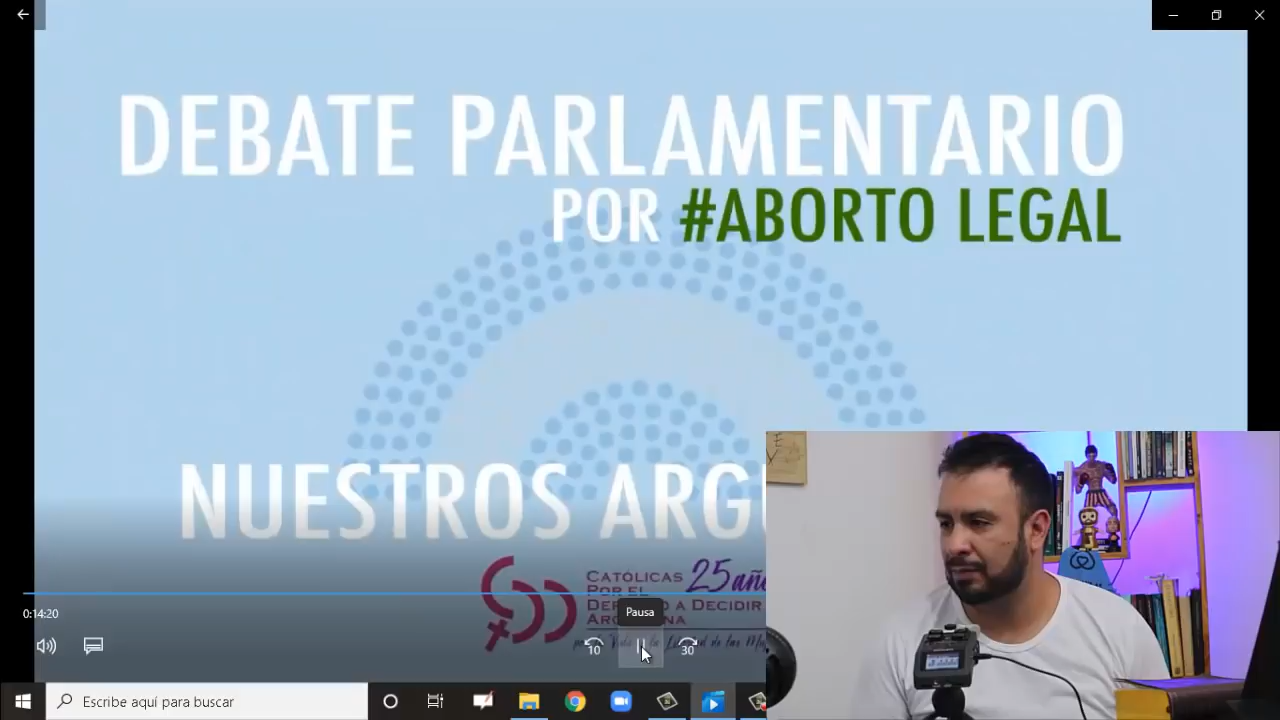 DEBATE PARLAMENTARIO
POR #ABORTO LEGAL
NUESTROS ARG
CATÓLICAS 25 año
POR EL
DERECHO A DECIDIR
0:14:20
Pausa
10
30
Escribe aquí para buscar